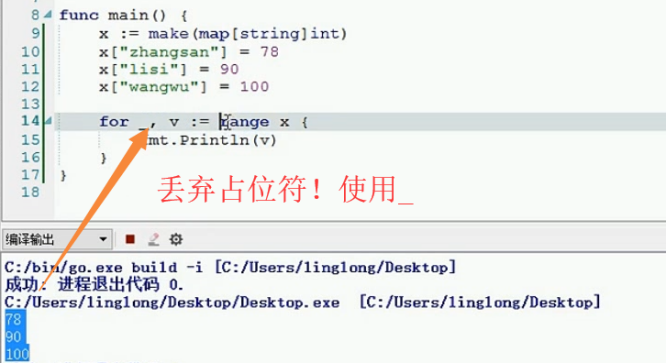 8 func main() {
9 x := make(map[string]int)
10 x["zhangsan"] = 78
11 x["lisi"] = 90
12 x["wangwu"] = 100
13
14 for _, v := range x {
15 mt.Println(v)
16 }
17 }
18
丢弃占位符！使用_
编译输出
C:/bin/go.exe build -i [C:/Users/linglong/Desktop]
成功: 进程退出代码 0.
C:/Users/linglong/Desktop/Desktop.exe [C:/Users/linglong/Desktop]
78
90
100